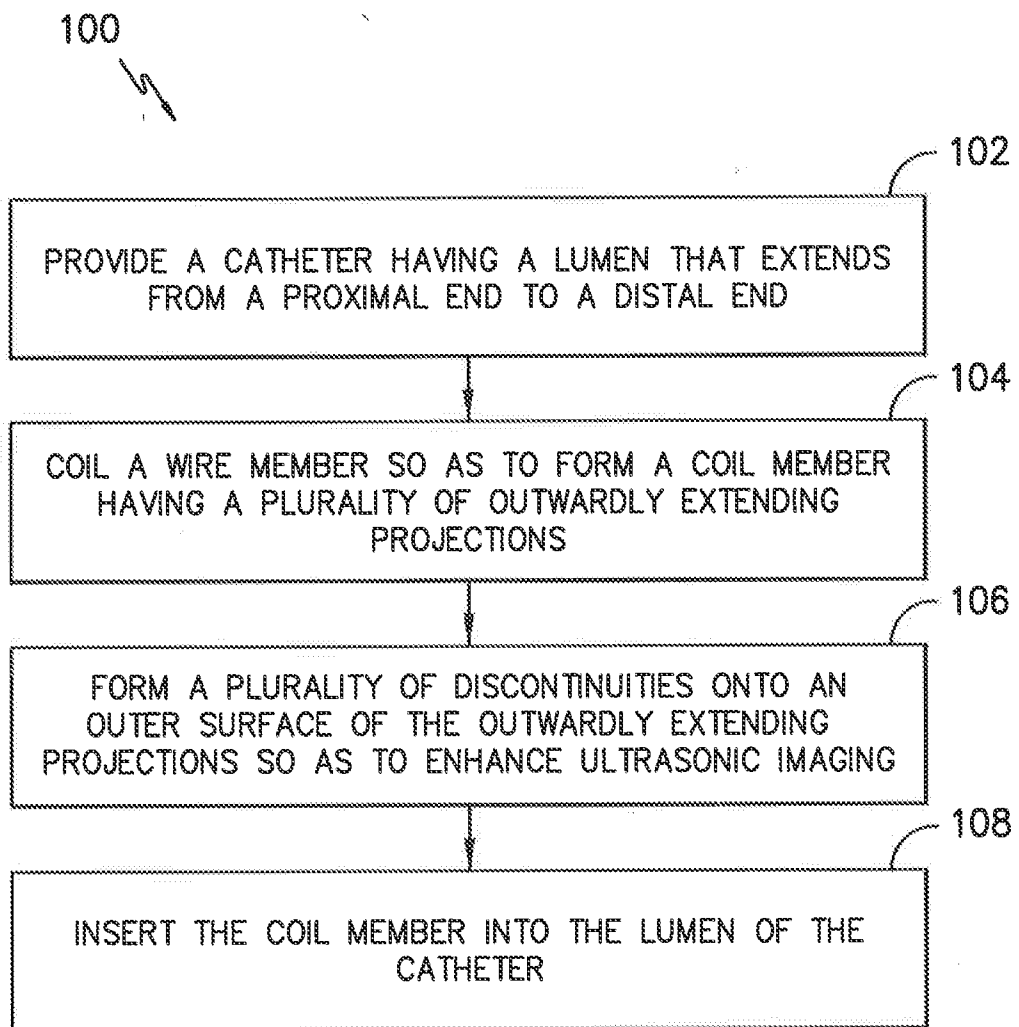 100
102
PROVIDE A CATHETER HAVING A LUMEN THAT EXTENDS
FROM A PROXIMAL END TO A DISTAL END
104
COIL A WIRE MEMBER SO AS TO FORM A COIL MEMBER
HAVING A PLURALITY OF OUTWARDLY EXTENDING
PROJECTIONS
106
FORM A PLURALITY OF DISCONTINUITIES ONTO AN
OUTER SURFACE OF THE OUTWARDLY EXTENDING
PROJECTIONS SO AS TO ENHANCE ULTRASONIC IMAGING
108
INSERT THE COIL MEMBER INTO THE LUMEN OF THE
CATHETER